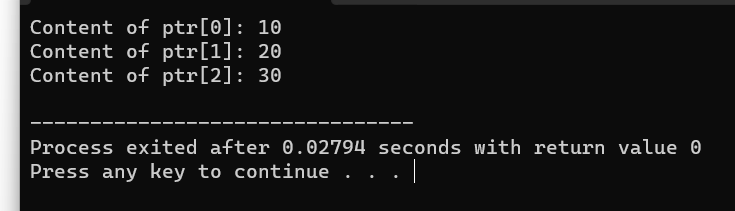 Content of ptr[0]: 10
Content of ptr[1]: 20
Content of ptr[2]: 30
--------------------------------
Process exited after 0.02794 seconds with return value 0
Press any key to continue . . .